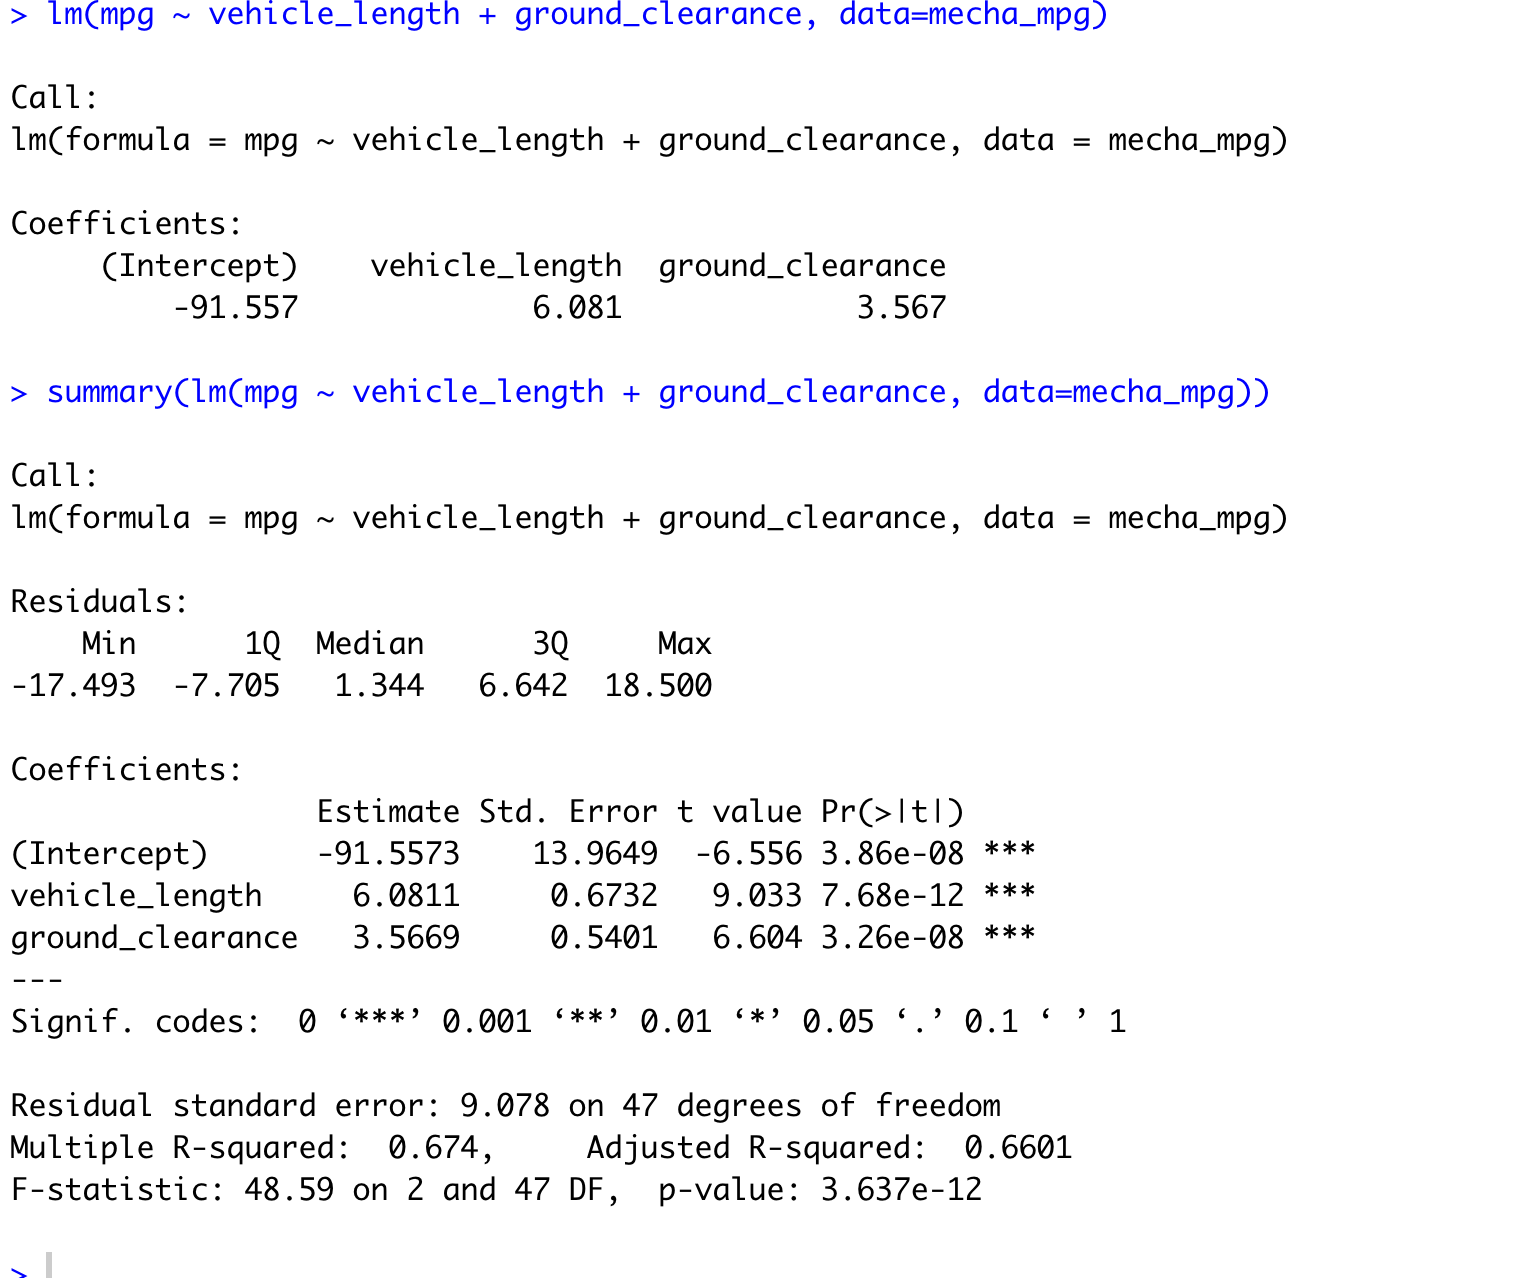 > lm(mpg ~ vehicle_length + ground_clearance, data=mecha_mpg)
Call:
lm(formula = mpg ~ vehicle_length + ground_clearance, data = mecha_mpg)
Coefficients:
     (Intercept)    vehicle_length  ground_clearance
         -91.557             6.081             3.567
> summary(lm(mpg ~ vehicle_length + ground_clearance, data=mecha_mpg))
Call:
lm(formula = mpg ~ vehicle_length + ground_clearance, data = mecha_mpg)
Residuals:
    Min      1Q  Median      3Q     Max
-17.493  -7.705   1.344   6.642  18.500
Coefficients:
                 Estimate Std. Error t value Pr(>|t|)
(Intercept)      -91.5573    13.9649  -6.556 3.86e-08 ***
vehicle_length     6.0811     0.6732   9.033 7.68e-12 ***
ground_clearance   3.5669     0.5401   6.604 3.26e-08 ***
---
Signif. codes:  0 ‘***’ 0.001 ‘**’ 0.01 ‘*’ 0.05 ‘.’ 0.1 ‘ ’ 1
Residual standard error: 9.078 on 47 degrees of freedom
Multiple R-squared:  0.674,     Adjusted R-squared:  0.6601
F-statistic: 48.59 on 2 and 47 DF,  p-value: 3.637e-12
>